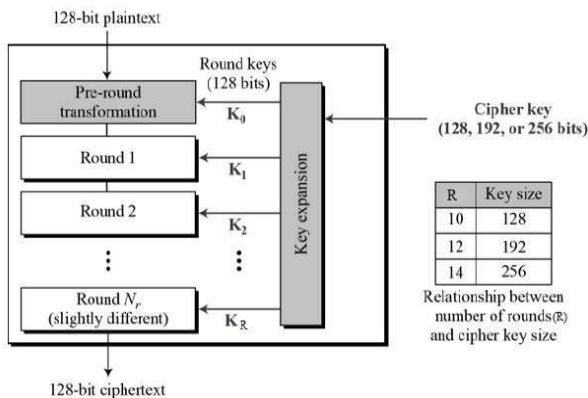 128-bit plaintext
Round keys
(128 bits)
Pre-round
transformation
K0
Cipher key
(128, 192, or 256 bits)
Round 1
K1
Round 2
K2
Key expansion
Round Nr
(slightly different)
KR
128-bit ciphertext
R Key size
10 128
12 192
14 256
Relationship between
number of rounds(R)
and cipher key size